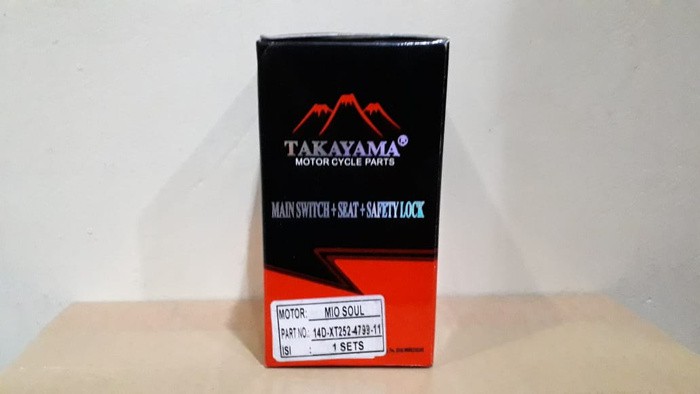 TAKAYAMA®
MOTOR CYCLE PARTS
MAIN SWITCH + SEAT + SAFETY LOCK
MOTOR: MIO SOUL
PART NO.: 14D-XT252-4799-11
ISI : 1 SETS